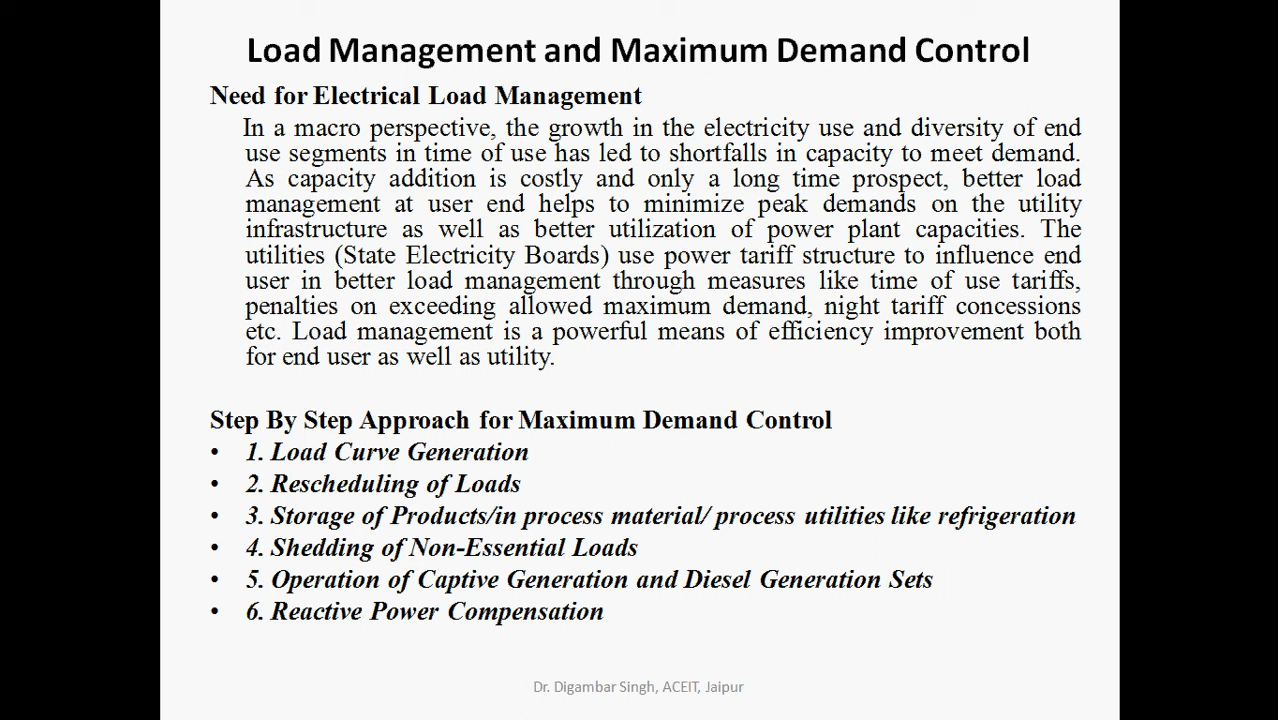 Load Management and Maximum Demand Control
Need for Electrical Load Management
In a macro perspective, the growth in the electricity use and diversity of end
use segments in time of use has led to shortfalls in capacity to meet demand.
As capacity addition is costly and only a long time prospect, better load
management at user end helps to minimize peak demands on the utility
infrastructure as well as better utilization of power plant capacities. The
utilities (State Electricity Boards) use power tariff structure to influence end
user in better load management through measures like time of use tariffs,
penalties on exceeding allowed maximum demand, night tariff concessions
etc. Load management is a powerful means of efficiency improvement both
for end user as well as utility.
Step By Step Approach for Maximum Demand Control
• 1. Load Curve Generation
• 2. Rescheduling of Loads
• 3. Storage of Products/in process material/ process utilities like refrigeration
• 4. Shedding of Non-Essential Loads
• 5. Operation of Captive Generation and Diesel Generation Sets
• 6. Reactive Power Compensation
Dr. Digambar Singh, ACEIT, Jaipur